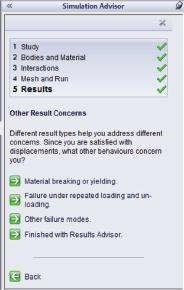 Simulation Advisor
1 Study
2 Bodies and Material
3 Interactions
4 Mesh and Run
5 Results
Other Result Concerns
Different result types help you address different
concerns. Since you are satisfied with
displacements, what other behaviours concern
you?
Material breaking or yielding.
Failure under repeated loading and un-
loading.
Other failure modes.
Finished with Results Advisor.
Back